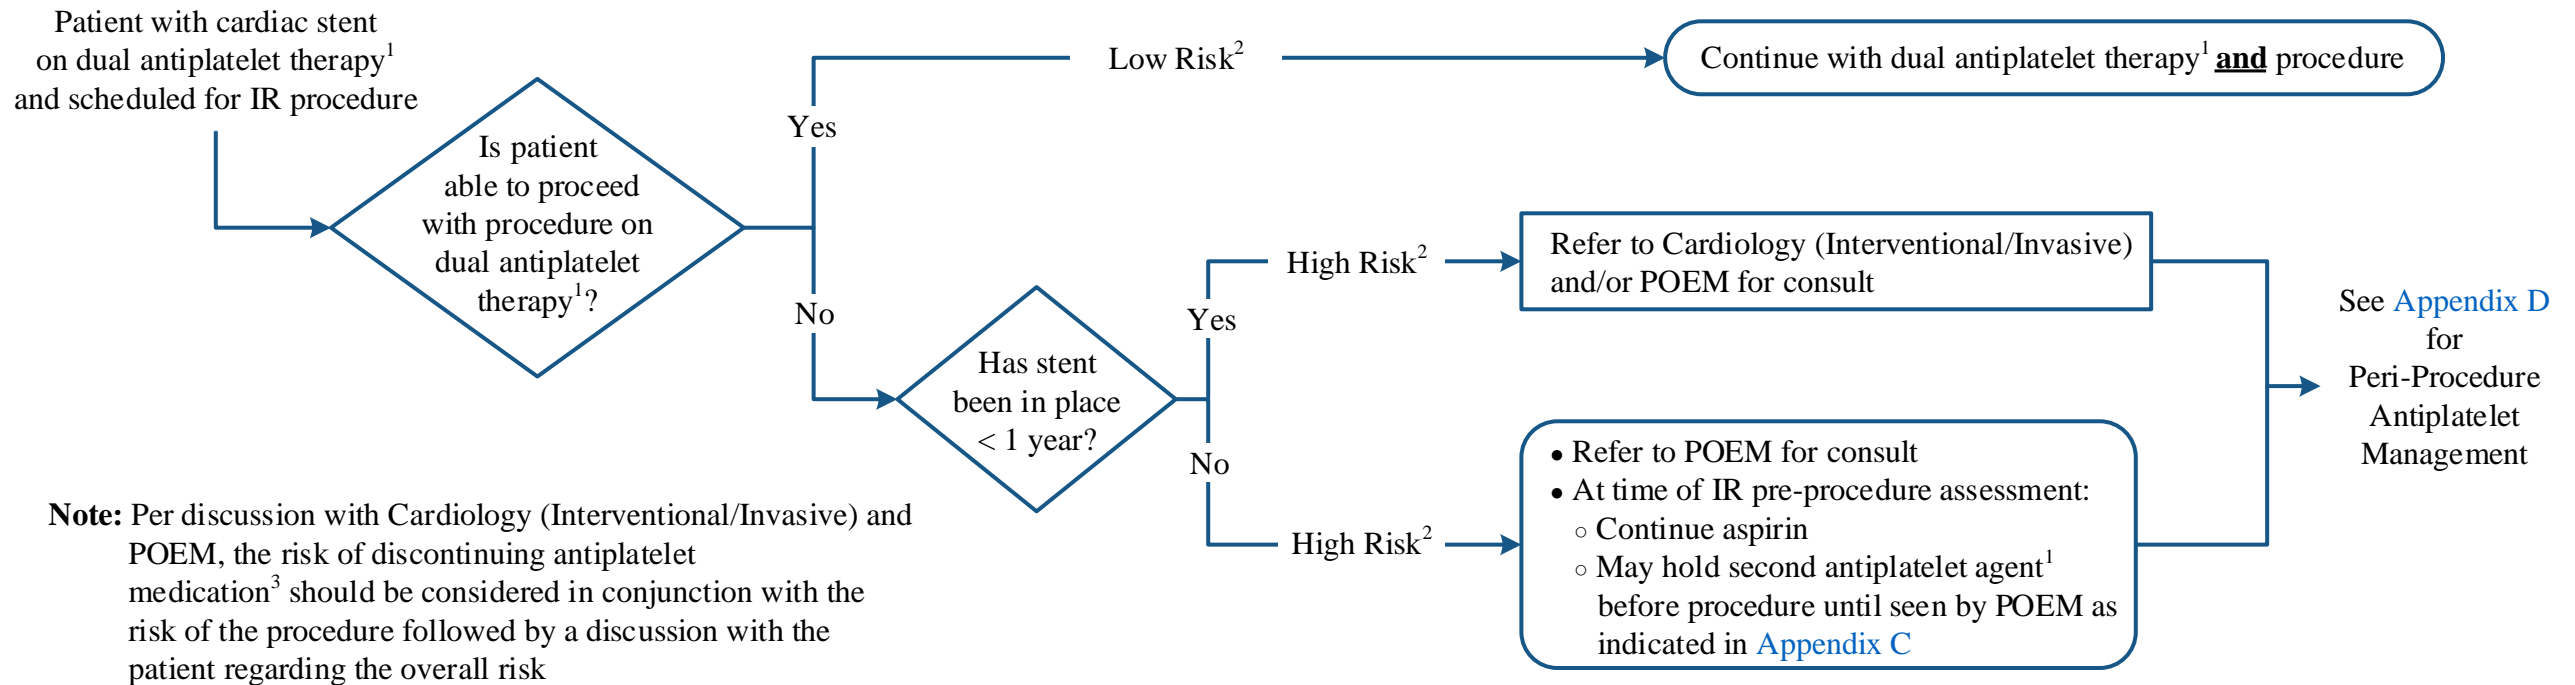 Patient with cardiac stent
on dual antiplatelet therapy1
and scheduled for IR procedure
Is patient
able to proceed
with procedure on
dual antiplatelet
therapy1?
Yes
Low Risk2
Continue with dual antiplatelet therapy1 and procedure
No
Has stent
been in place
< 1 year?
Yes
High Risk2
Refer to Cardiology (Interventional/Invasive)
and/or POEM for consult
No
High Risk2
• Refer to POEM for consult
• At time of IR pre-procedure assessment:
○ Continue aspirin
○ May hold second antiplatelet agent1
before procedure until seen by POEM as
indicated in Appendix C
See Appendix D
for
Peri-Procedure
Antiplatelet
Management
Note: Per discussion with Cardiology (Interventional/Invasive) and
POEM, the risk of discontinuing antiplatelet
medication3 should be considered in conjunction with the
risk of the procedure followed by a discussion with the
patient regarding the overall risk